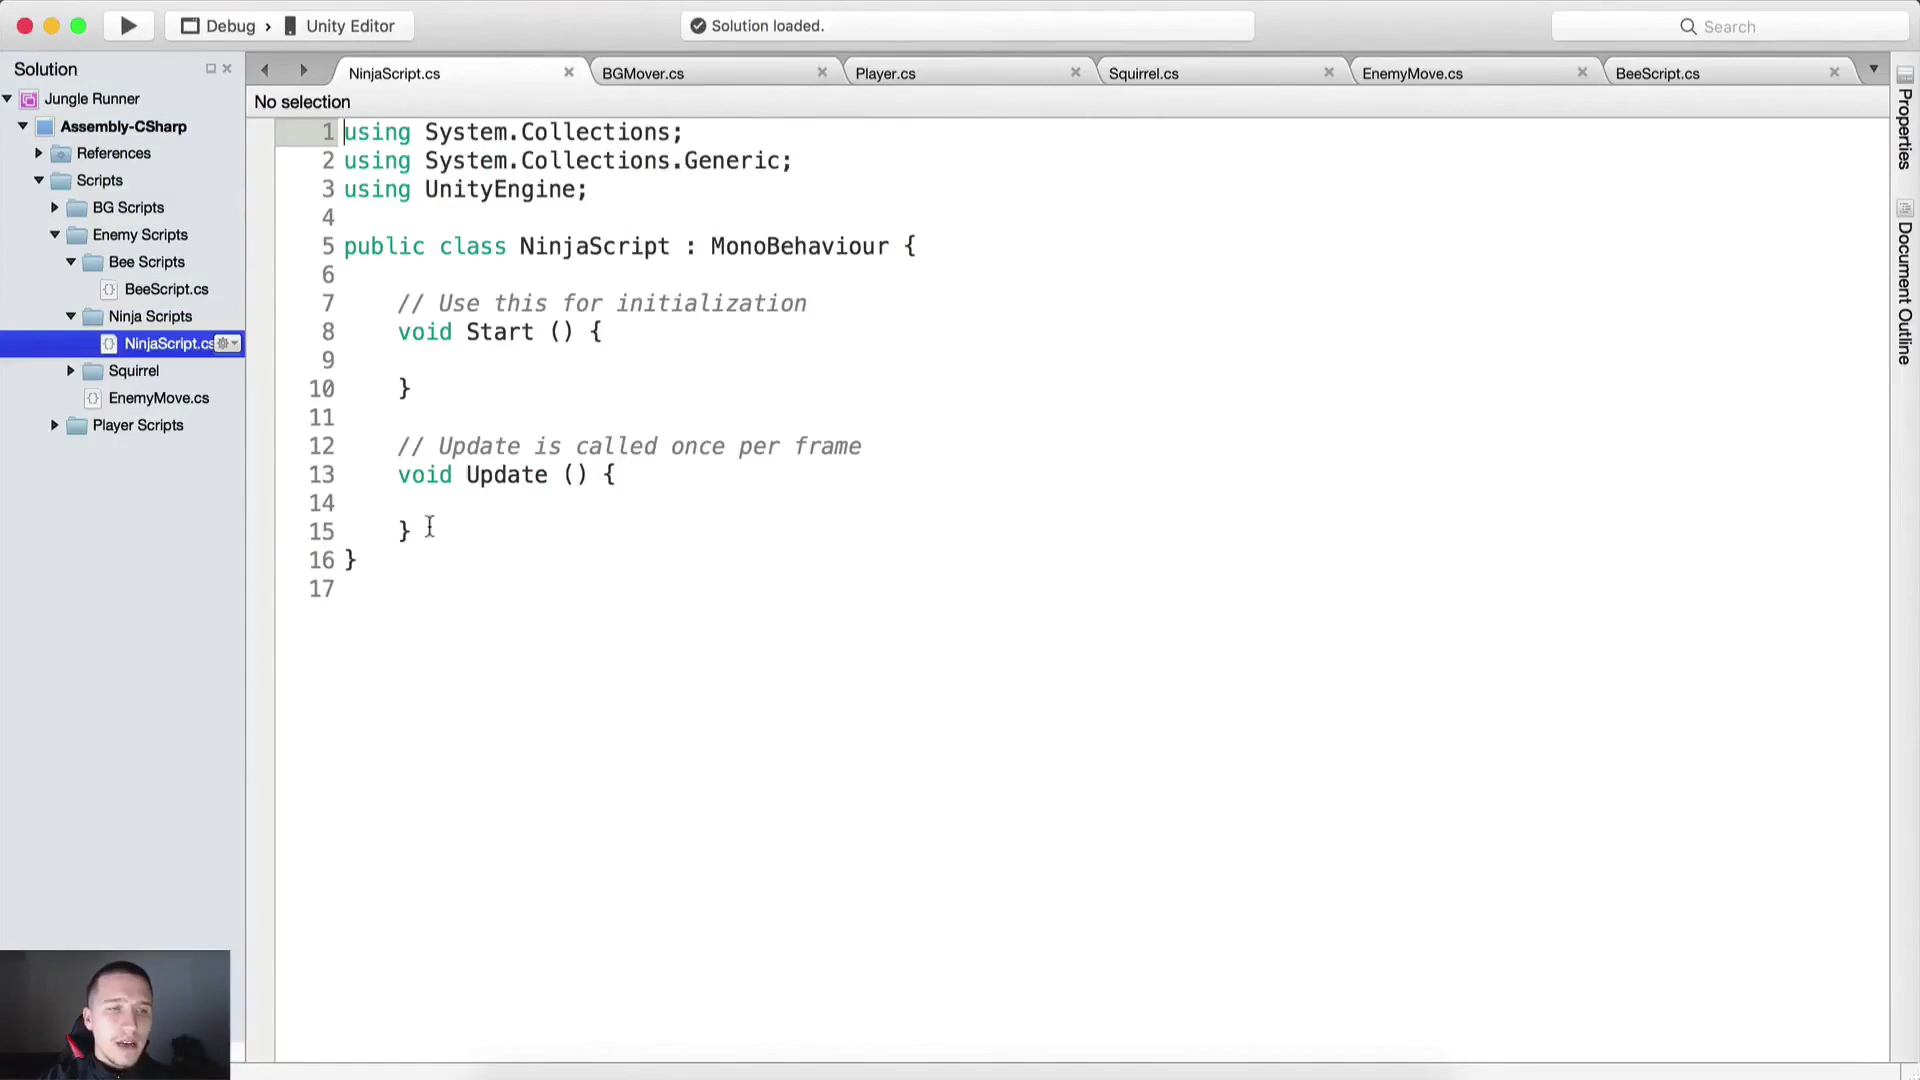 Debug
Unity Editor
Solution loaded.
Search
Solution
Jungle Runner
Assembly-CSharp
References
Scripts
BG Scripts
Enemy Scripts
Bee Scripts
BeeScript.cs
Ninja Scripts
NinjaScript.cs
Squirrel
EnemyMove.cs
Player Scripts
NinjaScript.cs
BGMover.cs
Player.cs
Squirrel.cs
EnemyMove.cs
BeeScript.cs
No selection
1 using System.Collections;
2 using System.Collections.Generic;
3 using UnityEngine;
4
5 public class NinjaScript : MonoBehaviour {
6
7 // Use this for initialization
8 void Start () {
9
10 }
11
12 // Update is called once per frame
13 void Update () {
14
15 }
16 }
17
Properties
Document Outline